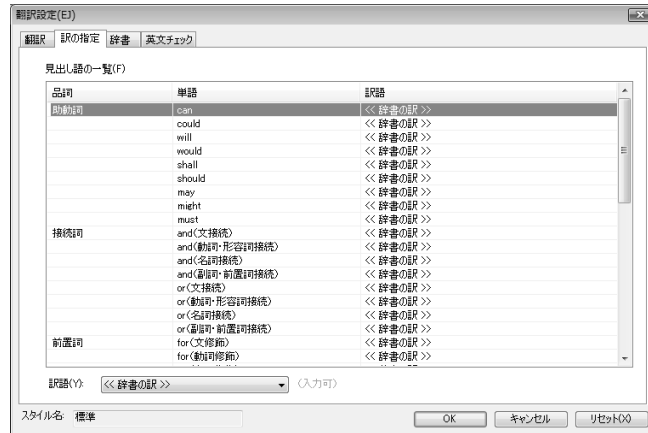 翻訳設定(EJ)
翻訳 訳の指定 辞書 英文チェック
見出し語の一覧(F)
品詞 単語 訳語
助動詞 can << 辞書の訳 >>
could << 辞書の訳 >>
will << 辞書の訳 >>
would << 辞書の訳 >>
shall << 辞書の訳 >>
should << 辞書の訳 >>
may << 辞書の訳 >>
might << 辞書の訳 >>
must << 辞書の訳 >>
接続詞 and(文接続) << 辞書の訳 >>
and(動詞・形容詞接続) << 辞書の訳 >>
and(名詞接続) << 辞書の訳 >>
and(副詞・前置詞接続) << 辞書の訳 >>
or(文接続) << 辞書の訳 >>
or(動詞・形容詞接続) << 辞書の訳 >>
or(名詞接続) << 辞書の訳 >>
or(副詞・前置詞接続) << 辞書の訳 >>
前置詞 for(文修飾) << 辞書の訳 >>
for(動詞修飾) << 辞書の訳 >>
訳語(Y): << 辞書の訳 >> (入力可)
スタイル名: 標準 OK キャンセル リセット(X)